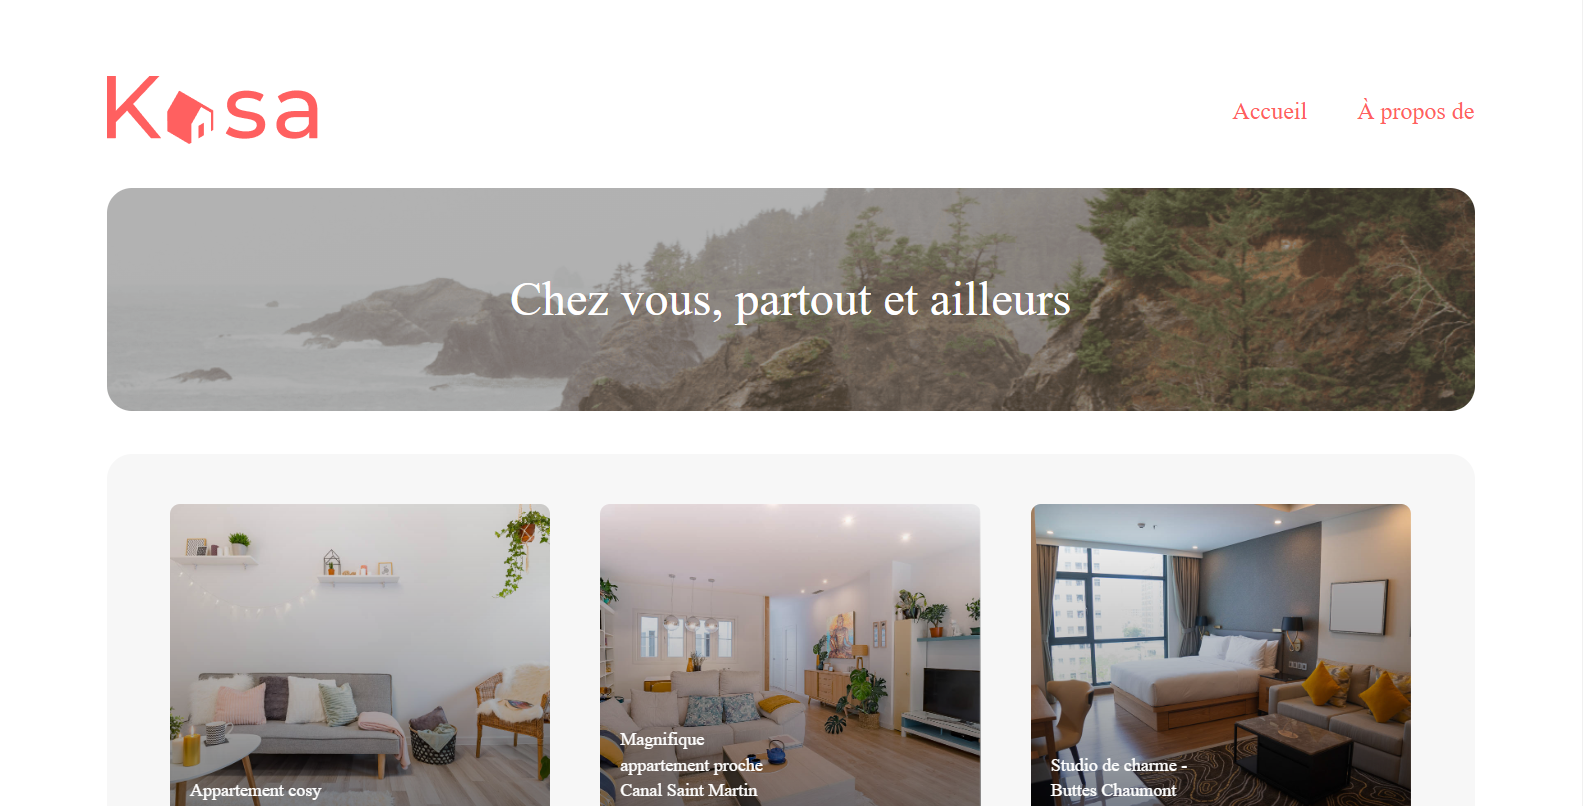 Kasa
Accueil
À propos de
Chez vous, partout et ailleurs
Appartement cosy
Magnifique
appartement proche
Canal Saint Martin
Studio de charme -
Buttes Chaumont